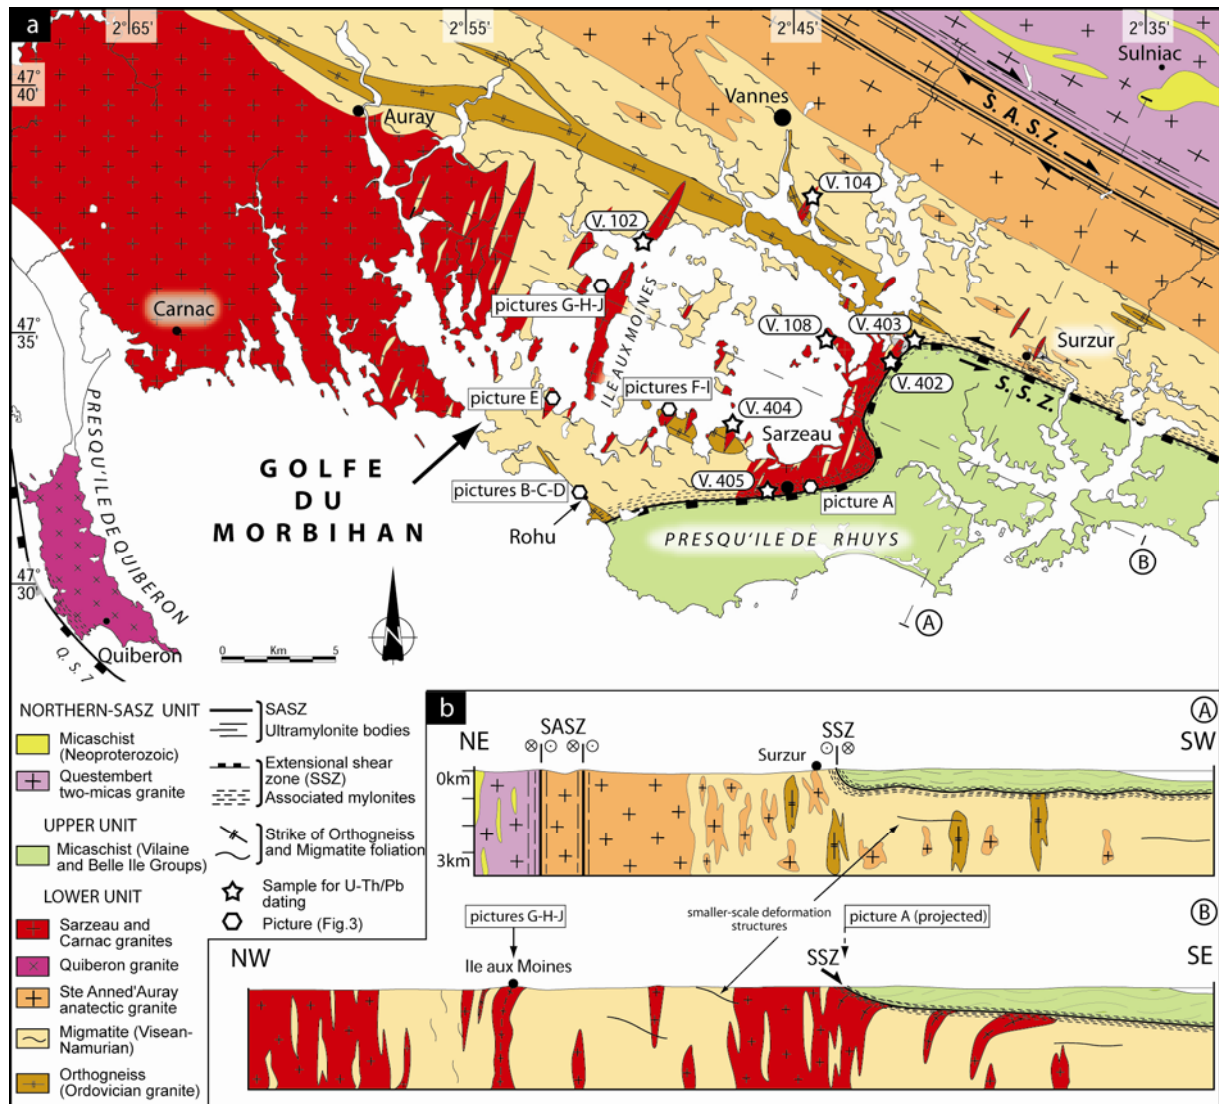 a
2° 65'
2° 55'
2° 45'
2° 35'
47°
40'
47°
35'
47°
30'
Sulniac
S. A. S. Z.
Vannes
Auray
V. 104
V. 102
pictures G-H-J
ILE AUX MOINES
Carnac
V. 108
V. 403
Surzur
V. 402
S. S. Z.
picture E
pictures F-I
V. 404
Sarzeau
GOLFE
DU
MORBIHAN
pictures B-C-D
V. 405
picture A
Rohu
PRESQU'ILE DE RHUYS
PRESQU'ILE DE QUIBERON
Quiberon
Q. S. Z
0 Km 5
N
A
B
NORTHERN-SASZ UNIT
Micaschist
(Neoproterozoic)
Questembert
two-micas granite
UPPER UNIT
Micaschist (Vilaine
and Belle Ile Groups)
LOWER UNIT
Sarzeau and
Carnac granites
Quiberon granite
Ste Anned'Auray
anatectic granite
Migmatite (Visean-
Namurian)
Orthogneiss
(Ordovician granite)
SASZ
Ultramylonite bodies
Extensional shear
zone (SSZ)
Associated mylonites
Strike of Orthogneiss
and Migmatite foliation
Sample for U-Th/Pb
dating
Picture (Fig.3)
b
A
NE
SASZ
SSZ
SW
Surzur
0km
3km
smaller-scale deformation
structures
pictures G-H-J
picture A (projected)
B
NW
Ile aux Moines
SSZ
SE